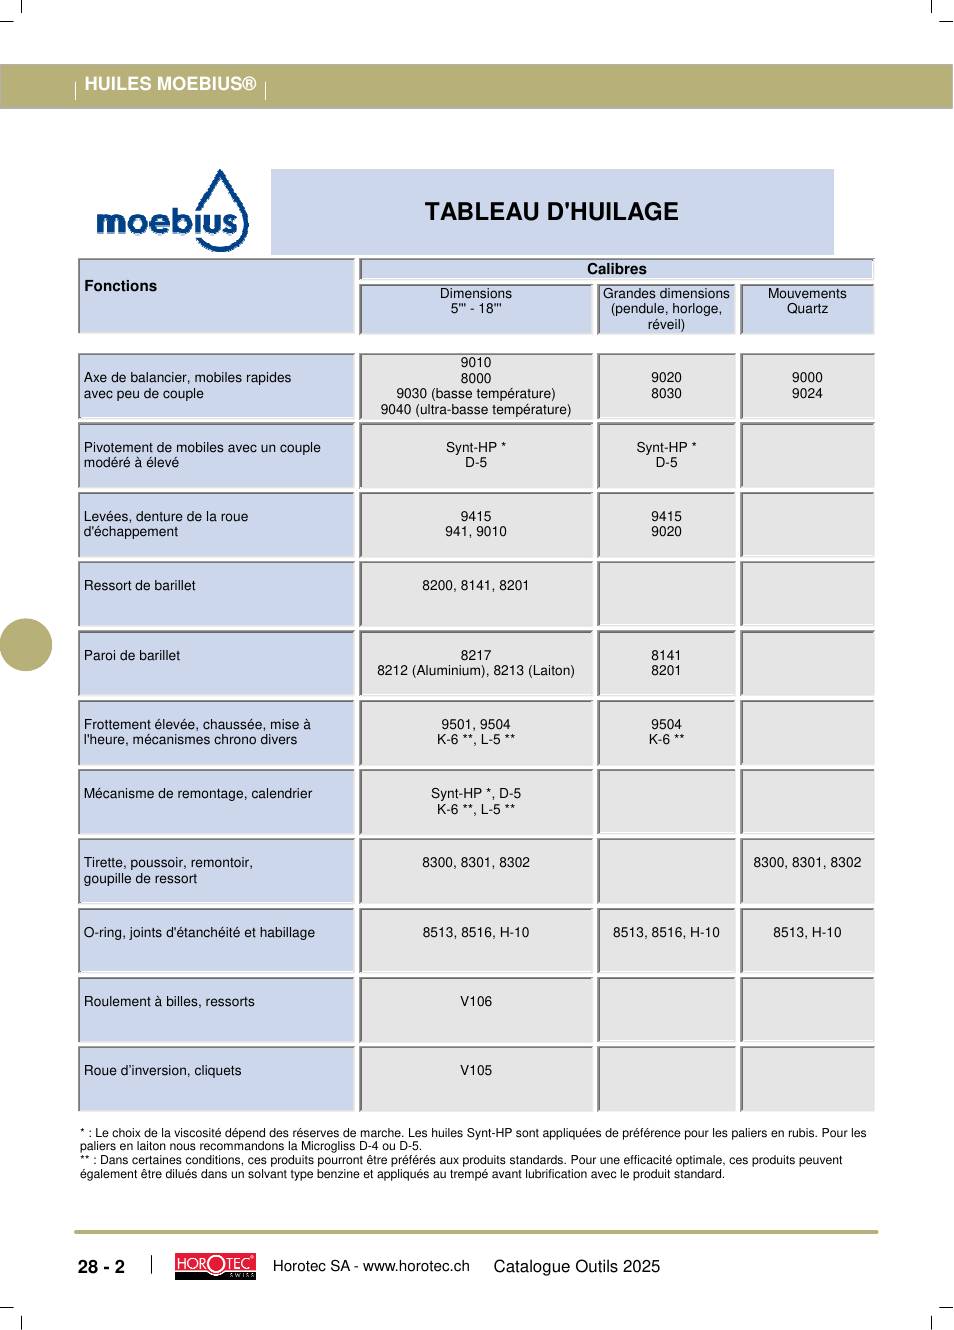 HUILES MOEBIUS®
moebius
TABLEAU D'HUILAGE
Fonctions
Calibres
Dimensions
5''' - 18'''
Grandes dimensions
(pendule, horloge,
réveil)
Mouvements
Quartz
Axe de balancier, mobiles rapides
avec peu de couple
9010
8000
9030 (basse température)
9040 (ultra-basse température)
9020
8030
9000
9024
Pivotement de mobiles avec un couple
modéré à élevé
Synt-HP *
D-5
Synt-HP *
D-5
Levées, denture de la roue
d'échappement
9415
941, 9010
9415
9020
Ressort de barillet
8200, 8141, 8201
Paroi de barillet
8217
8212 (Aluminium), 8213 (Laiton)
8141
8201
Frottement élevée, chaussée, mise à
l'heure, mécanismes chrono divers
9501, 9504
K-6 **, L-5 **
9504
K-6 **
Mécanisme de remontage, calendrier
Synt-HP *, D-5
K-6 **, L-5 **
Tirette, poussoir, remontoir,
goupille de ressort
8300, 8301, 8302
8300, 8301, 8302
O-ring, joints d'étanchéité et habillage
8513, 8516, H-10
8513, 8516, H-10
8513, H-10
Roulement à billes, ressorts
V106
Roue d'inversion, cliquets
V105
* : Le choix de la viscosité dépend des réserves de marche. Les huiles Synt-HP sont appliquées de préférence pour les paliers en rubis. Pour les
paliers en laiton nous recommandons la Microgliss D-4 ou D-5.
** : Dans certaines conditions, ces produits pourront être préférés aux produits standards. Pour une efficacité optimale, ces produits peuvent
également être dilués dans un solvant type benzine et appliqués au trempé avant lubrification avec le produit standard.
28 - 2
HOROTEC®
SWISS
Horotec SA - www.horotec.ch
Catalogue Outils 2025